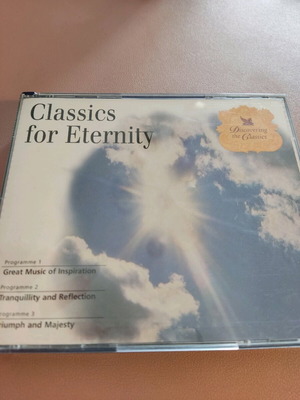 Classics
for Eternity
Discovering
the Classics
Programme 1
Great Music of Inspiration
Programme 2
Tranquillity and Reflection
Programme 3
Triumph and Majesty